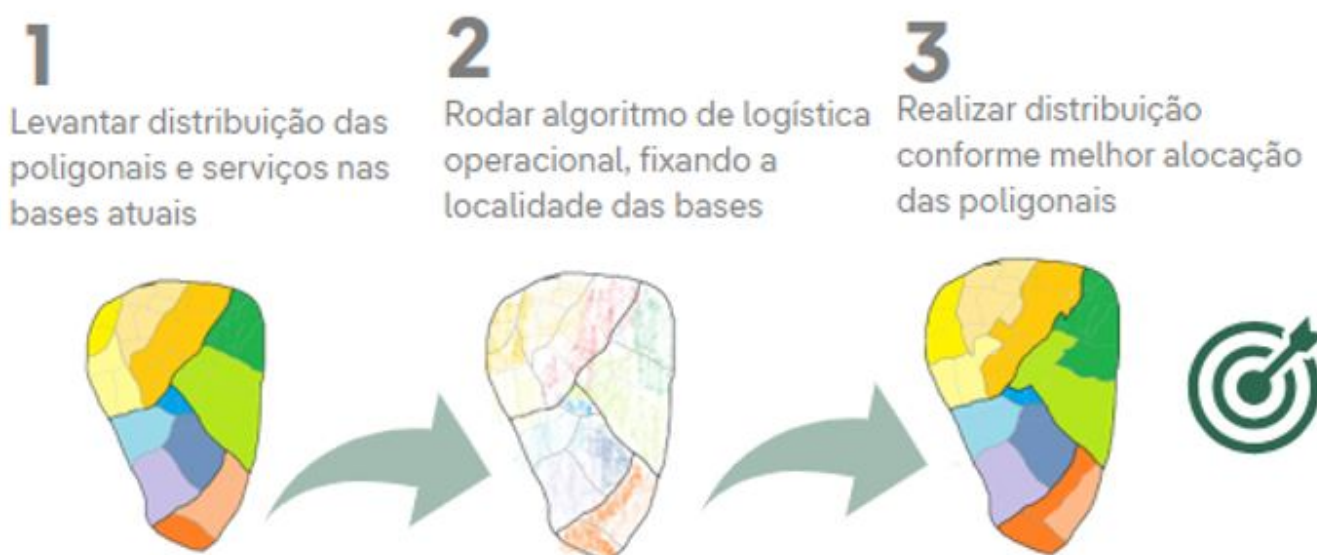 1
Levantar distribuição das
poligonais e serviços nas
bases atuais
2
Rodar algoritmo de logística
operacional, fixando a
localidade das bases
3
Realizar distribuição
conforme melhor alocação
das poligonais